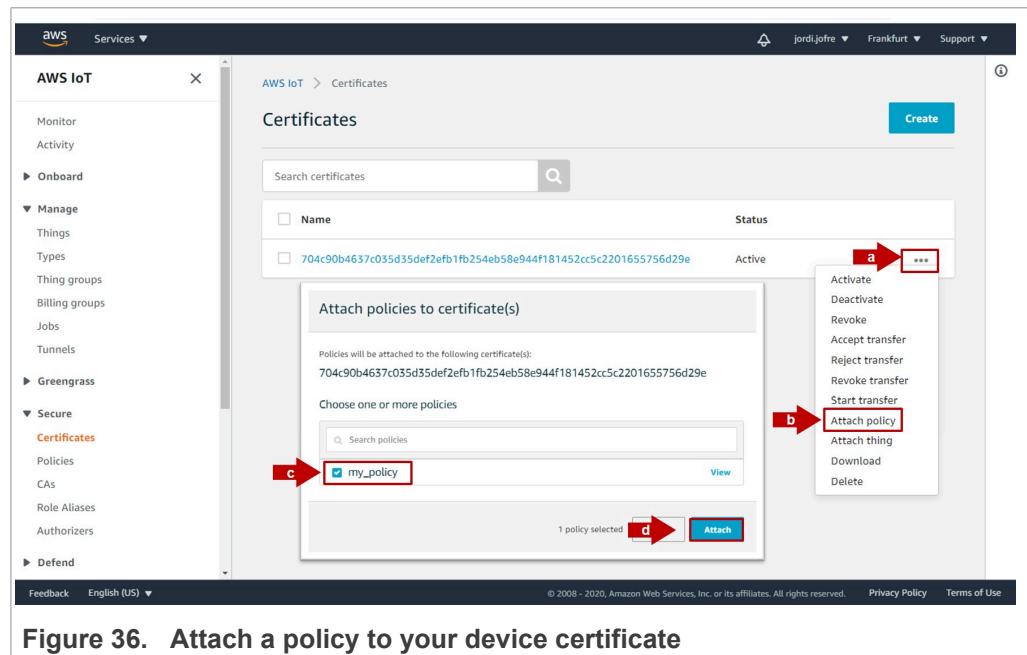 aws
Services
jordi.jofre
Frankfurt
Support
AWS IoT
Monitor
Activity
Onboard
Manage
Things
Types
Thing groups
Billing groups
Jobs
Tunnels
Greengrass
Secure
Certificates
Policies
CAs
Role Aliases
Authorizers
Defend
AWS IoT > Certificates
Certificates
Create
Search certificates
Name Status
704c90b4637c035d35def2efb1fb254eb58e944f181452cc5c2201655756d29e Active
a
Activate
Deactivate
Revoke
Accept transfer
Reject transfer
Revoke transfer
Start transfer
b
Attach policy
Attach thing
Download
Delete
Attach policies to certificate(s)
Policies will be attached to the following certificate(s):
704c90b4637c035d35def2efb1fb254eb58e944f181452cc5c2201655756d29e
Choose one or more policies
Search policies
c
my_policy View
1 policy selected
d
Attach
Feedback English (US)
© 2008 - 2020, Amazon Web Services, Inc. or its affiliates. All rights reserved. Privacy Policy Terms of Use
Figure 36. Attach a policy to your device certificate